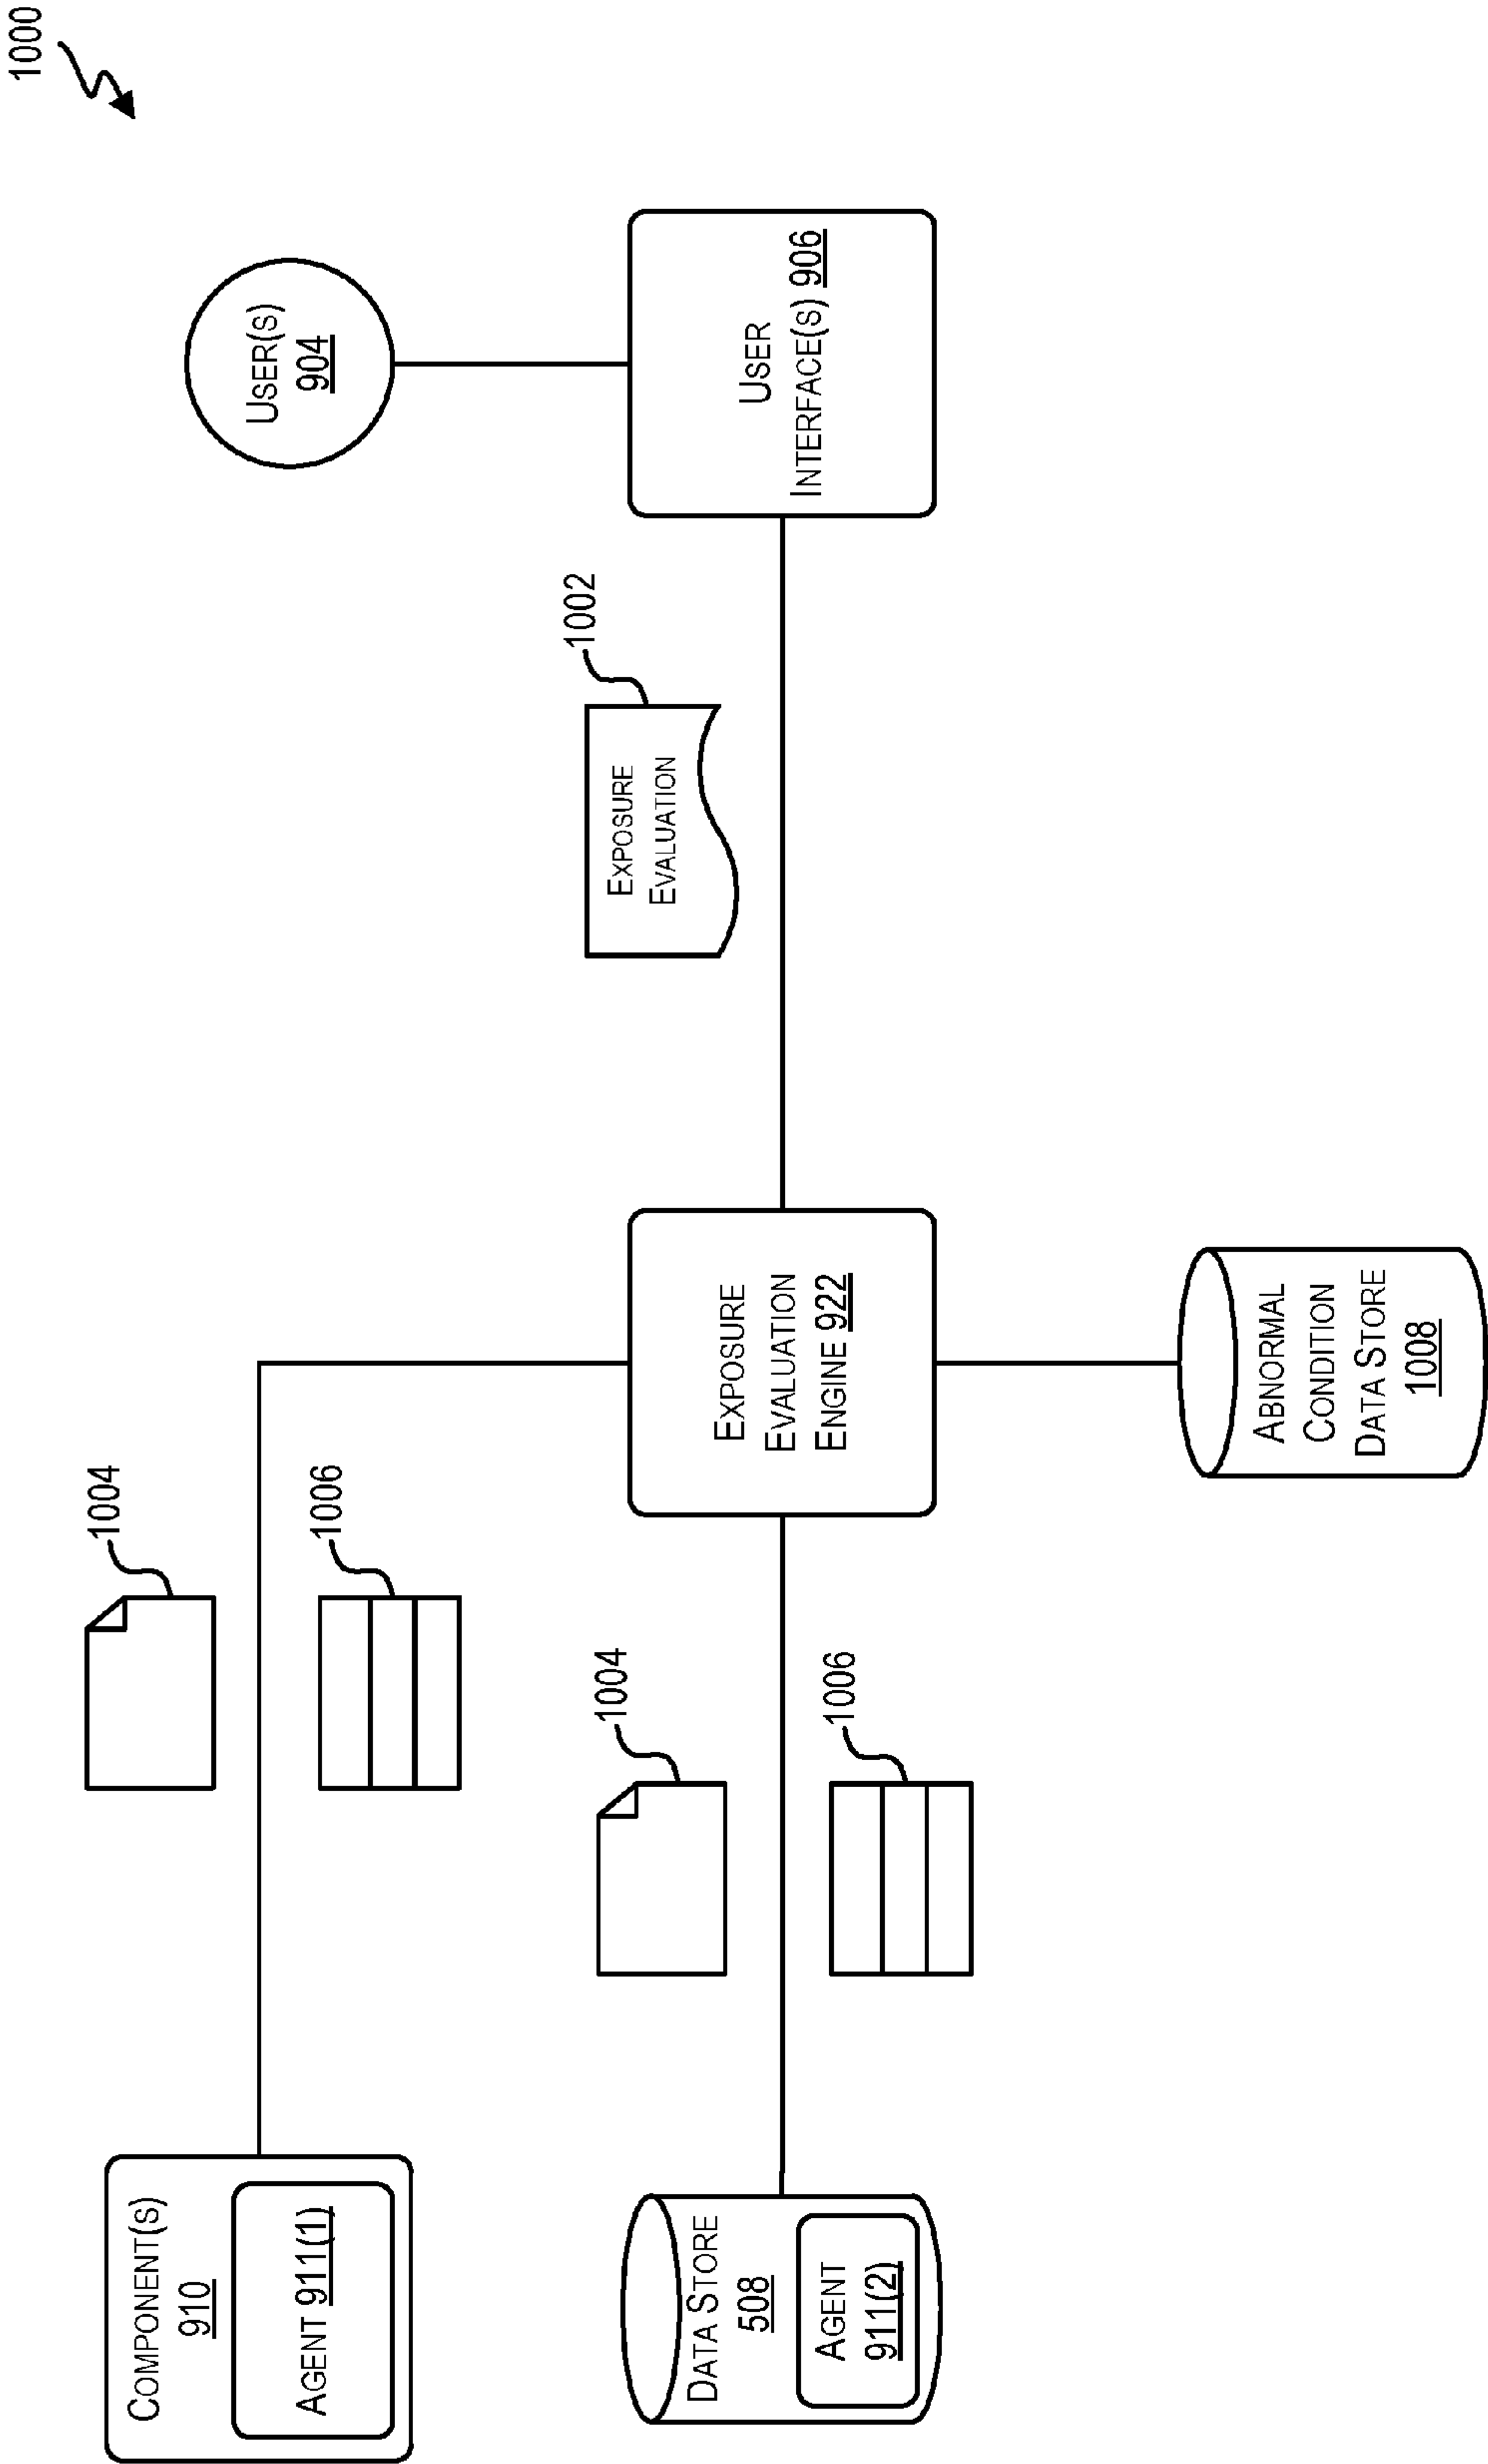 1000
COMPONENT(S)
910
AGENT 911(1)
1004
1006
USER(S)
904
DATA STORE
508
AGENT
911(2)
1004
1006
EXPOSURE
EVALUATION
ENGINE 922
EXPOSURE
EVALUATION
1002
USER
INTERFACE(S) 906
ABNORMAL
CONDITION
DATA STORE
1008